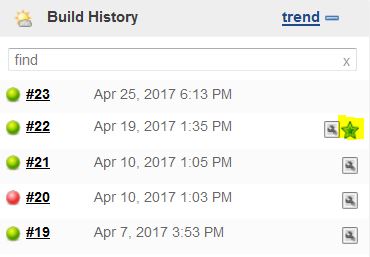 Build History trend
find x
#23 Apr 25, 2017 6:13 PM
#22 Apr 19, 2017 1:35 PM
#21 Apr 10, 2017 1:05 PM
#20 Apr 10, 2017 1:03 PM
#19 Apr 7, 2017 3:53 PM